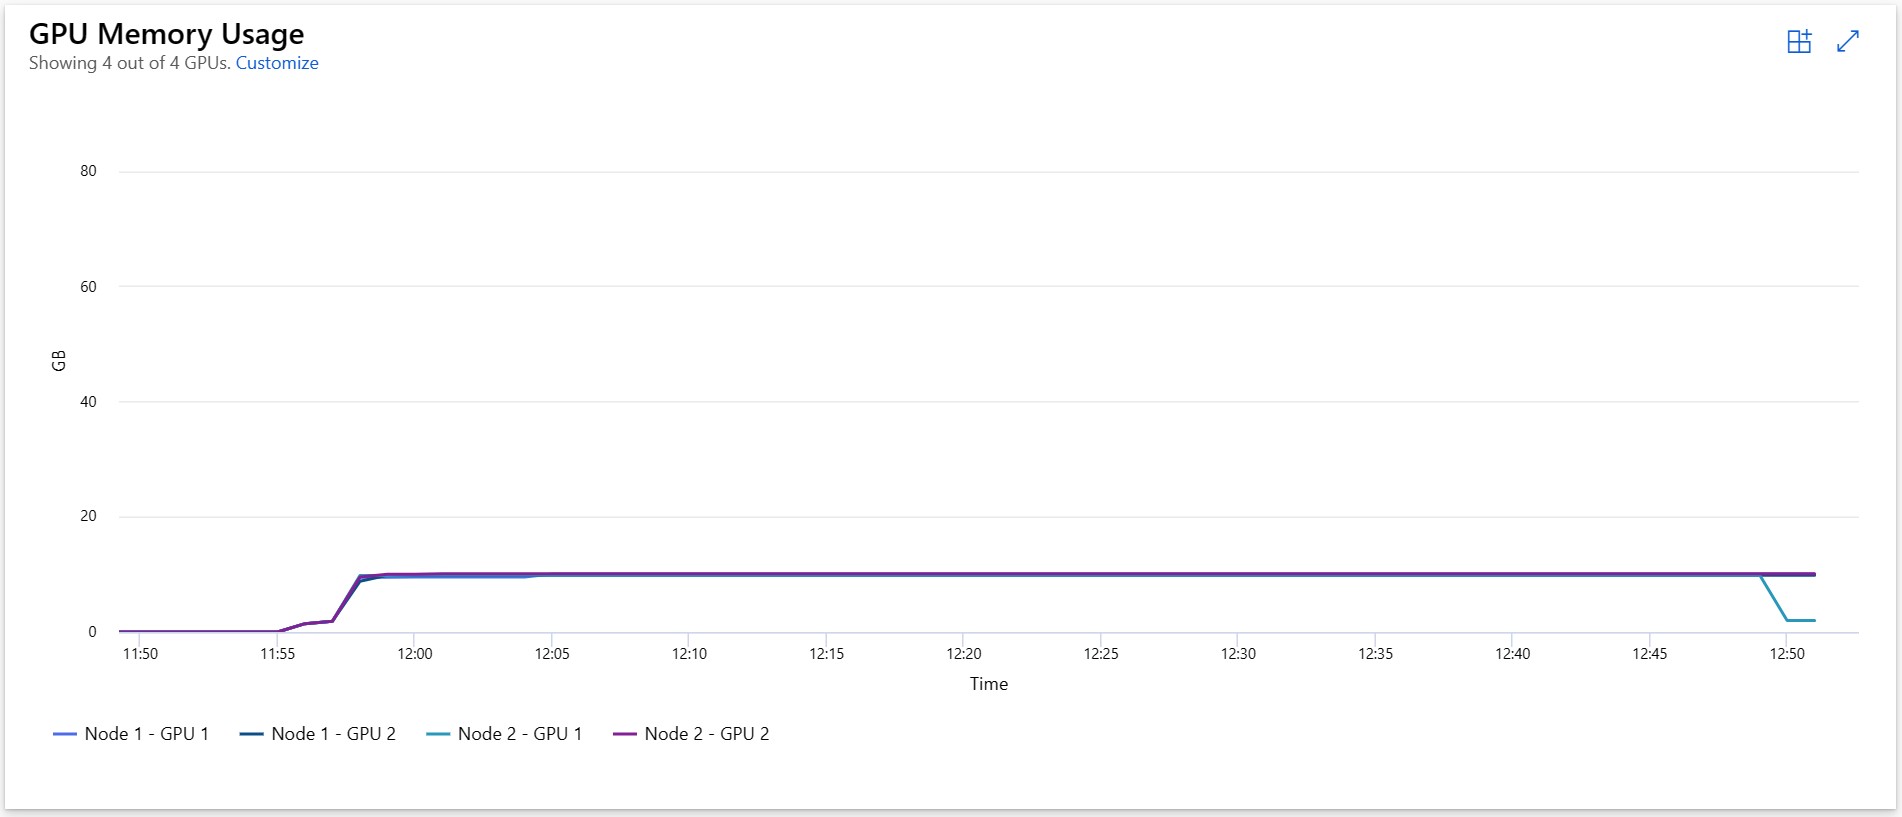 GPU Memory Usage
Showing 4 out of 4 GPUs. Customize
80
60
GB
40
20
0
11:50 11:55 12:00 12:05 12:10 12:15 12:20 12:25 12:30 12:35 12:40 12:45 12:50
Time
Node 1 - GPU 1 Node 1 - GPU 2 Node 2 - GPU 1 Node 2 - GPU 2